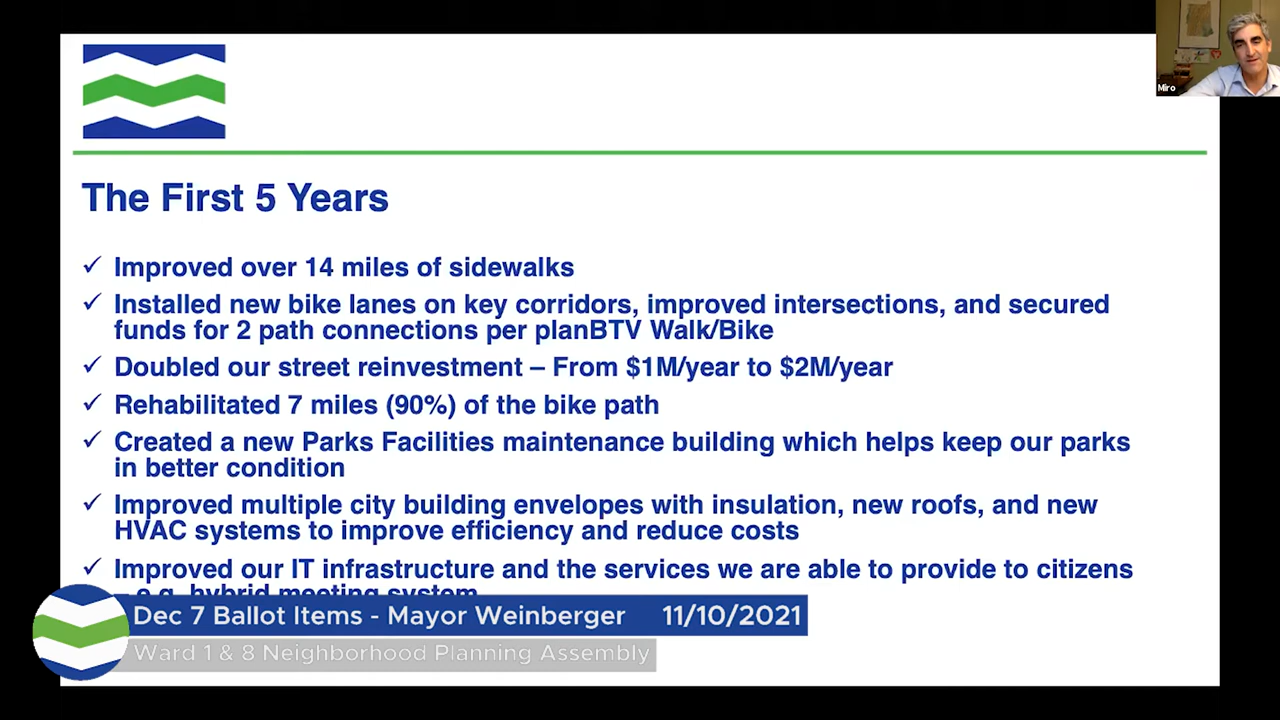 Miro
The First 5 Years
✓ Improved over 14 miles of sidewalks
✓ Installed new bike lanes on key corridors, improved intersections, and secured
funds for 2 path connections per planBTV Walk/Bike
✓ Doubled our street reinvestment – From $1M/year to $2M/year
✓ Rehabilitated 7 miles (90%) of the bike path
✓ Created a new Parks Facilities maintenance building which helps keep our parks
in better condition
✓ Improved multiple city building envelopes with insulation, new roofs, and new
HVAC systems to improve efficiency and reduce costs
✓ Improved our IT infrastructure and the services we are able to provide to citizens
– e.g. hybrid meeting system
Dec 7 Ballot Items - Mayor Weinberger 11/10/2021
Ward 1 & 8 Neighborhood Planning Assembly